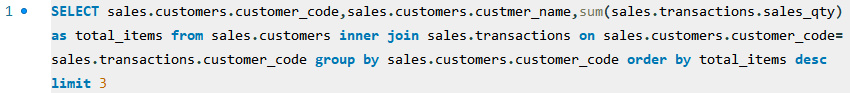 1 SELECT sales.customers.customer_code,sales.customers.custmer_name,sum(sales.transactions.sales_qty)
as total_items from sales.customers inner join sales.transactions on sales.customers.customer_code=
sales.transactions.customer_code group by sales.customers.customer_code order by total_items desc
limit 3